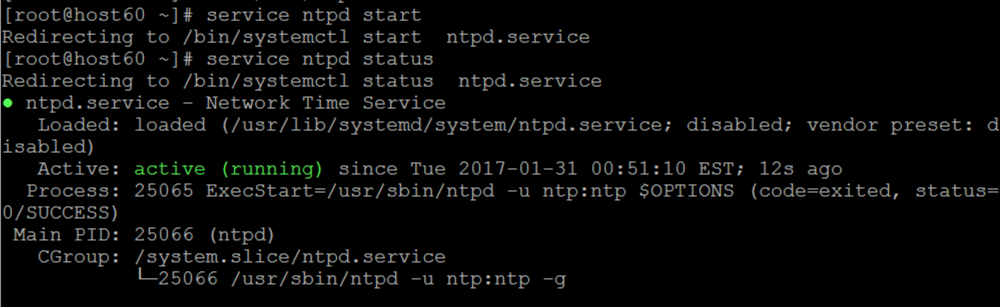 [root@host60 ~]# service ntpd start
Redirecting to /bin/systemctl start  ntpd.service
[root@host60 ~]# service ntpd status
Redirecting to /bin/systemctl status  ntpd.service
● ntpd.service - Network Time Service
   Loaded: loaded (/usr/lib/systemd/system/ntpd.service; disabled; vendor preset: d
isabled)
   Active: active (running) since Tue 2017-01-31 00:51:10 EST; 12s ago
  Process: 25065 ExecStart=/usr/sbin/ntpd -u ntp:ntp $OPTIONS (code=exited, status=
0/SUCCESS)
 Main PID: 25066 (ntpd)
   CGroup: /system.slice/ntpd.service
           └─25066 /usr/sbin/ntpd -u ntp:ntp -g